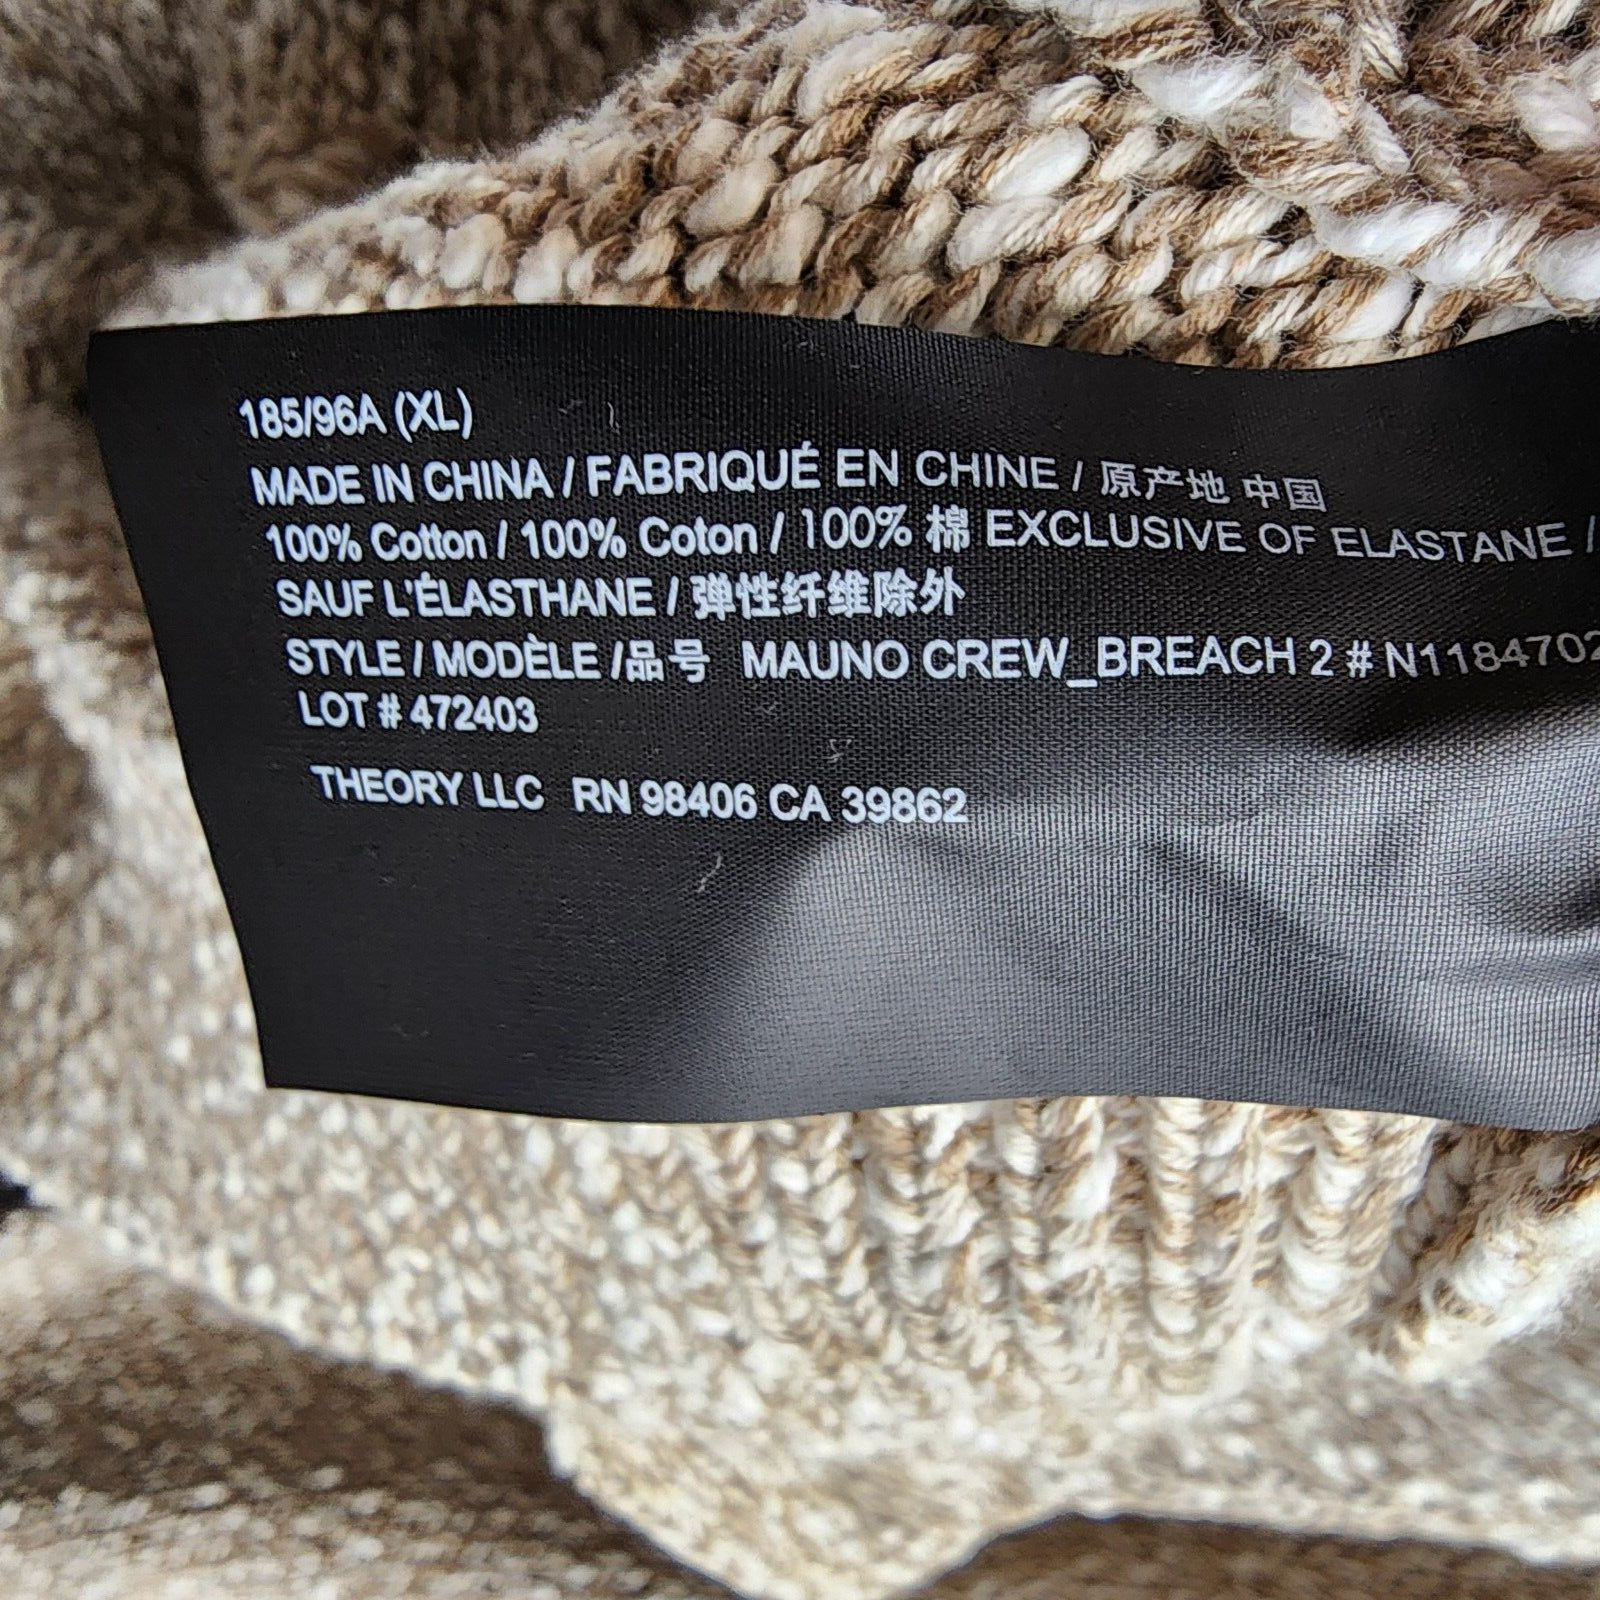 185/96A (XL)
MADE IN CHINA / FABRIQUÉ EN CHINE / 原产地 中国
100% Cotton / 100% Coton / 100% 棉 EXCLUSIVE OF ELASTANE /
SAUF L'ÉLASTHANE / 弹性纤维除外
STYLE / MODÈLE /品号 MAUNO CREW_BREACH 2 # N1184702
LOT # 472403
THEORY LLC RN 98406 CA 39862